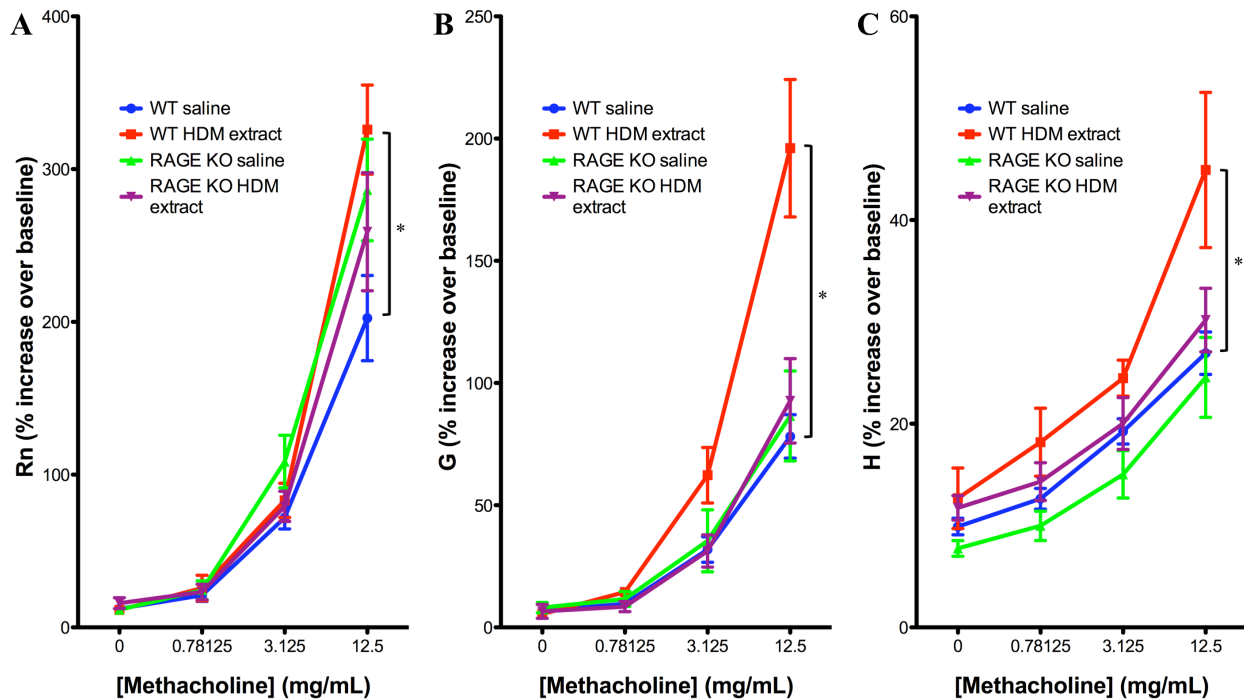 A
Rn (% increase over baseline)
400
300
200
100
0
WT saline
WT HDM extract
RAGE KO saline
RAGE KO HDM
extract
*
0 0.78125 3.125 12.5
[Methacholine] (mg/mL)
B
G (% increase over baseline)
250
200
150
100
50
0
WT saline
WT HDM extract
RAGE KO saline
RAGE KO HDM
extract
*
0 0.78125 3.125 12.5
[Methacholine] (mg/mL)
C
H (% increase over baseline)
60
40
20
0
WT saline
WT HDM extract
RAGE KO saline
RAGE KO HDM
extract
*
0 0.78125 3.125 12.5
[Methacholine] (mg/mL)